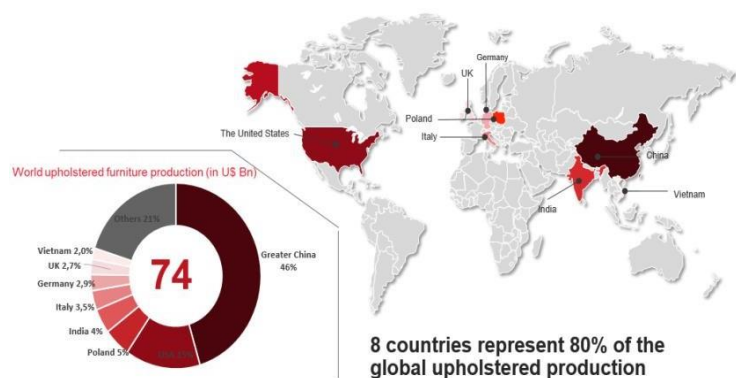 Germany
UK
Poland
The United States
Italy
China
Vietnam
India
World upholstered furniture production (in U$ Bn)
Others 21%
Vietnam 2,0%
UK 2,7%
Germany 2,9%
Italy 3,5%
India 4%
Poland 5%
USA
Greater China
46%
74
8 countries represent 80% of the
global upholstered production